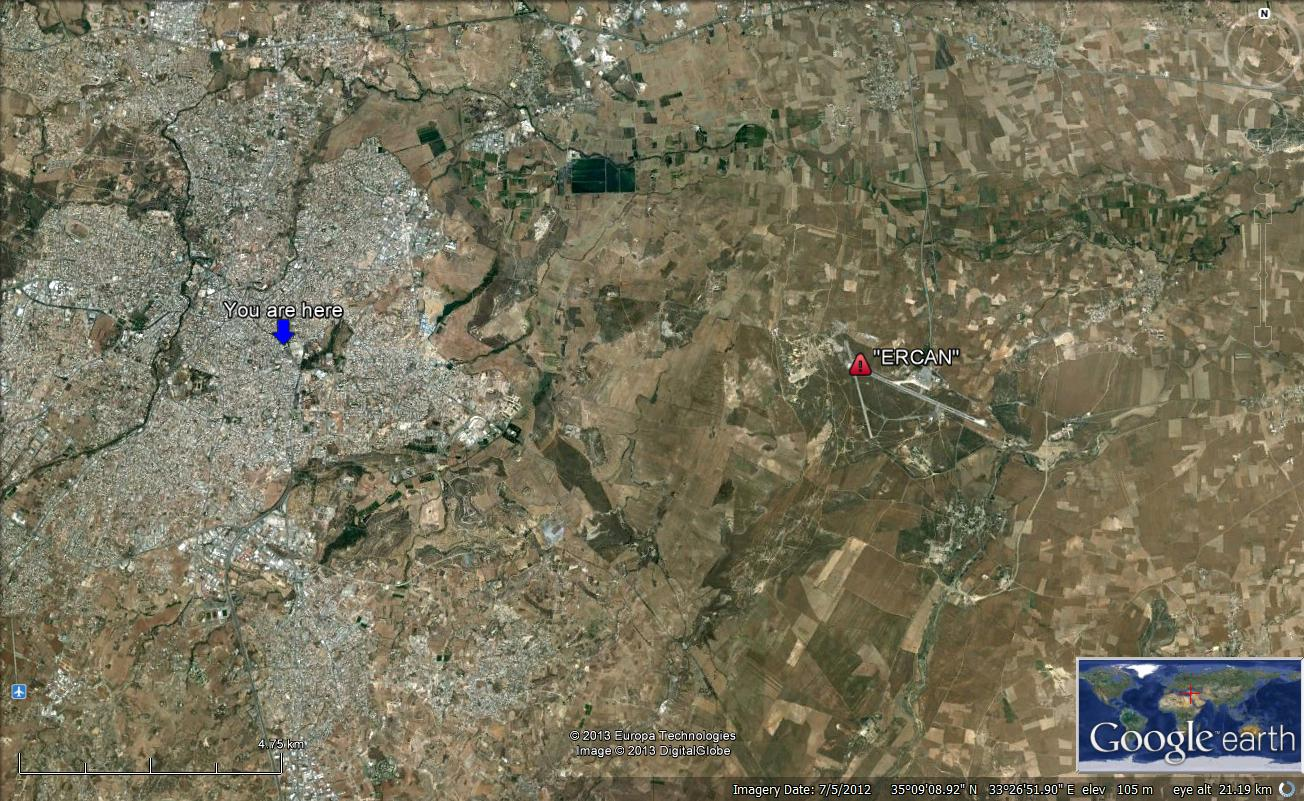 N
You are here
"ERCAN"
4.75 km
© 2013 Europa Technologies
Image © 2013 DigitalGlobe
Google earth
Imagery Date: 7/5/2012 35°09'08.92" N 33°26'51.90" E elev 105 m eye alt 21.19 km